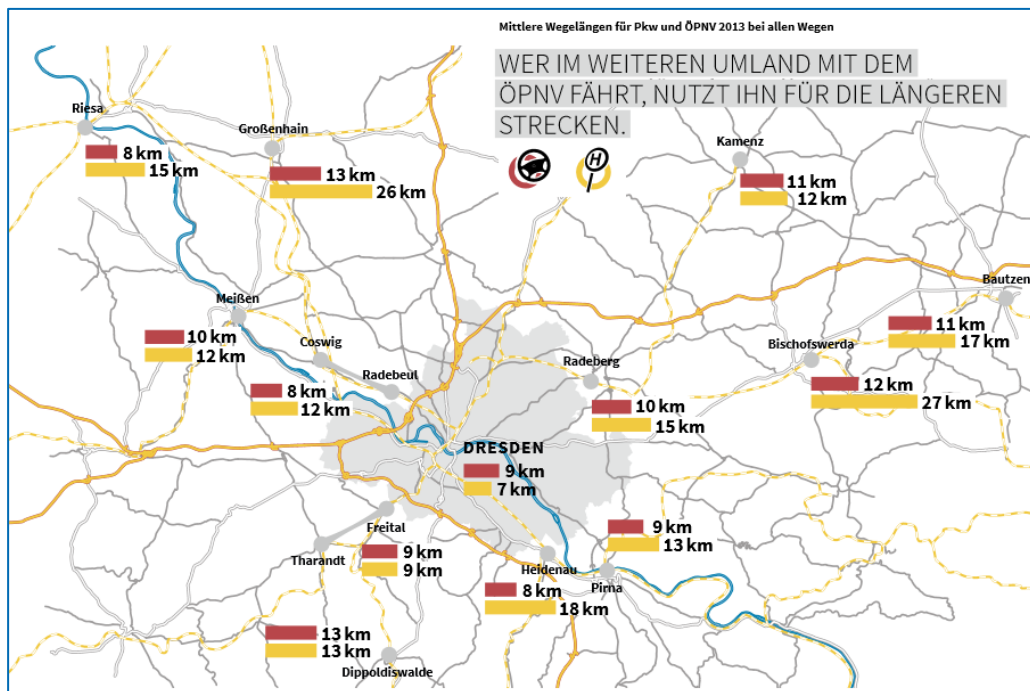 Mittlere Wegelängen für Pkw und ÖPNV 2013 bei allen Wegen
WER IM WEITEREN UMLAND MIT DEM
ÖPNV FÄHRT, NUTZT IHN FÜR DIE LÄNGEREN
STRECKEN.
H
Riesa
8 km
15 km
Großenhain
13 km
26 km
Kamenz
11 km
12 km
Meißen
10 km
12 km
Coswig
Radebeul
8 km
12 km
Radeberg
10 km
15 km
Bautzen
11 km
17 km
Bischofswerda
12 km
27 km
DRESDEN
9 km
7 km
Freital
Tharandt
9 km
9 km
Heidenau
8 km
18 km
Pirna
9 km
13 km
13 km
13 km
Dippoldiswalde